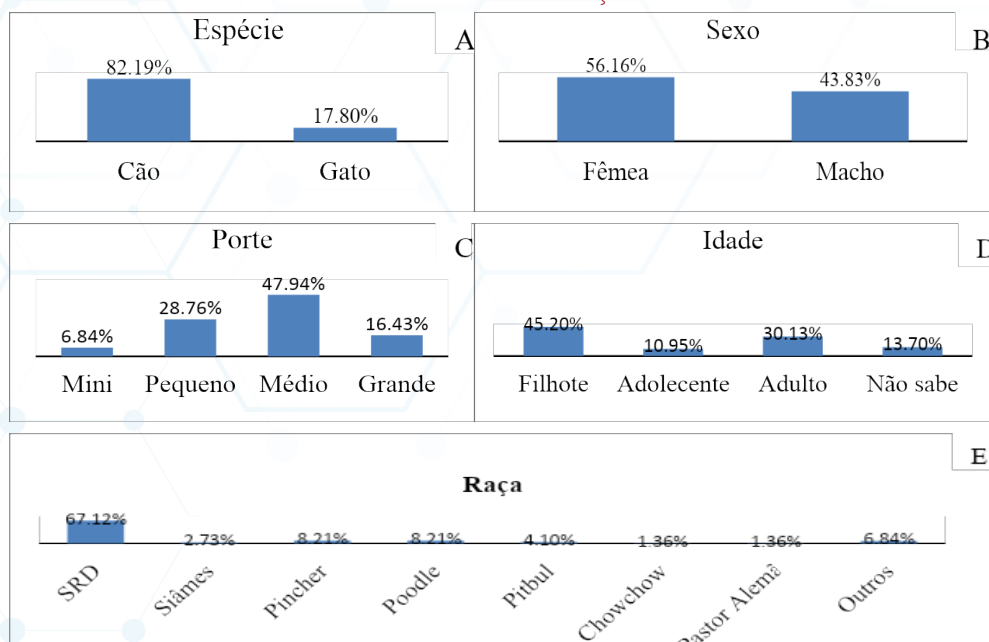 Espécie
A
82.19%
17.80%
Cão
Gato
Sexo
B
56.16%
43.83%
Fêmea
Macho
Porte
C
6.84%
28.76%
47.94%
16.43%
Mini
Pequeno
Médio
Grande
Idade
D
45.20%
10.95%
30.13%
13.70%
Filhote
Adolecente
Adulto
Não sabe
E
Raça
67.12%
2.73%
8.21%
8.21%
4.10%
1.36%
1.36%
6.84%
SRD
Siâmes
Pincher
Poodle
Pitbul
Chowchow
Pastor Alemã
Outros